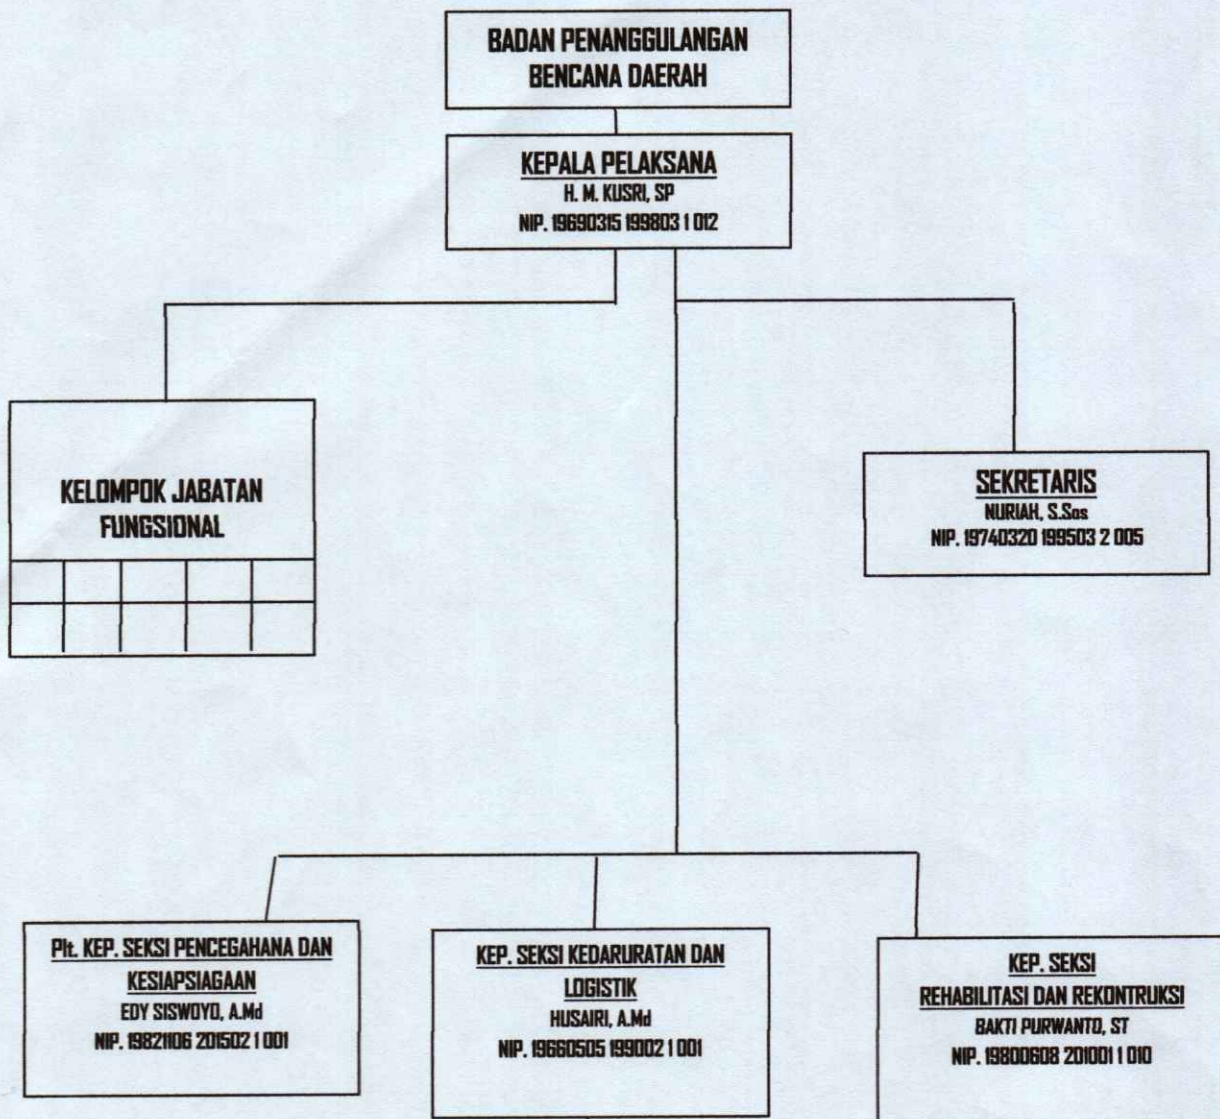 BADAN PENANGGULANGAN
BENCANA DAERAH
KEPALA PELAKSANA
H. M. KUSRI, SP
NIP. 19690315 199803 1 012
KELOMPOK JABATAN
FUNGSIONAL
SEKRETARIS
NURIAH, S.Sos
NIP. 19740320 199503 2 005
Plt. KEP. SEKSI PENCEGAHANA DAN
KESIAPSIAGAAN
EDY SISWOYO, A.Md
NIP. 19821106 201502 1 001
KEP. SEKSI KEDARURATAN DAN
LOGISTIK
HUSAIRI, A.Md
NIP. 19660505 199002 1 001
KEP. SEKSI
REHABILITASI DAN REKONTRUKSI
BAKTI PURWANTO, ST
NIP. 19800608 201001 1 010